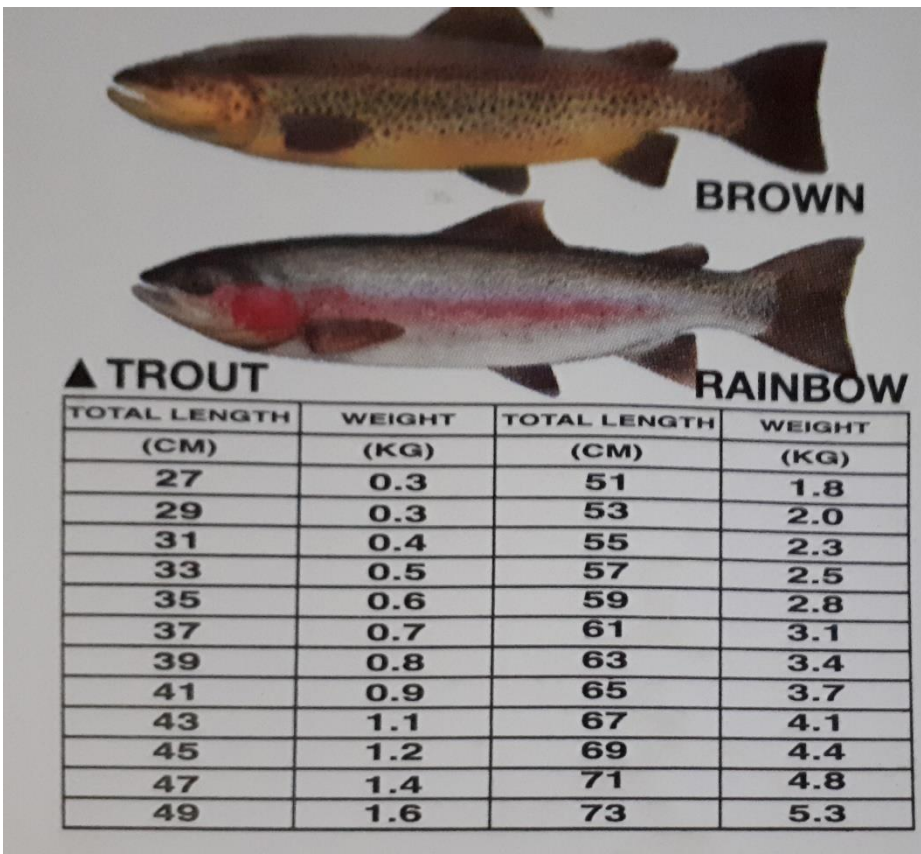 BROWN
▲ TROUT
RAINBOW
TOTAL LENGTH WEIGHT TOTAL LENGTH WEIGHT
(CM) (KG) (CM) (KG)
27 0.3 51 1.8
29 0.3 53 2.0
31 0.4 55 2.3
33 0.5 57 2.5
35 0.6 59 2.8
37 0.7 61 3.1
39 0.8 63 3.4
41 0.9 65 3.7
43 1.1 67 4.1
45 1.2 69 4.4
47 1.4 71 4.8
49 1.6 73 5.3